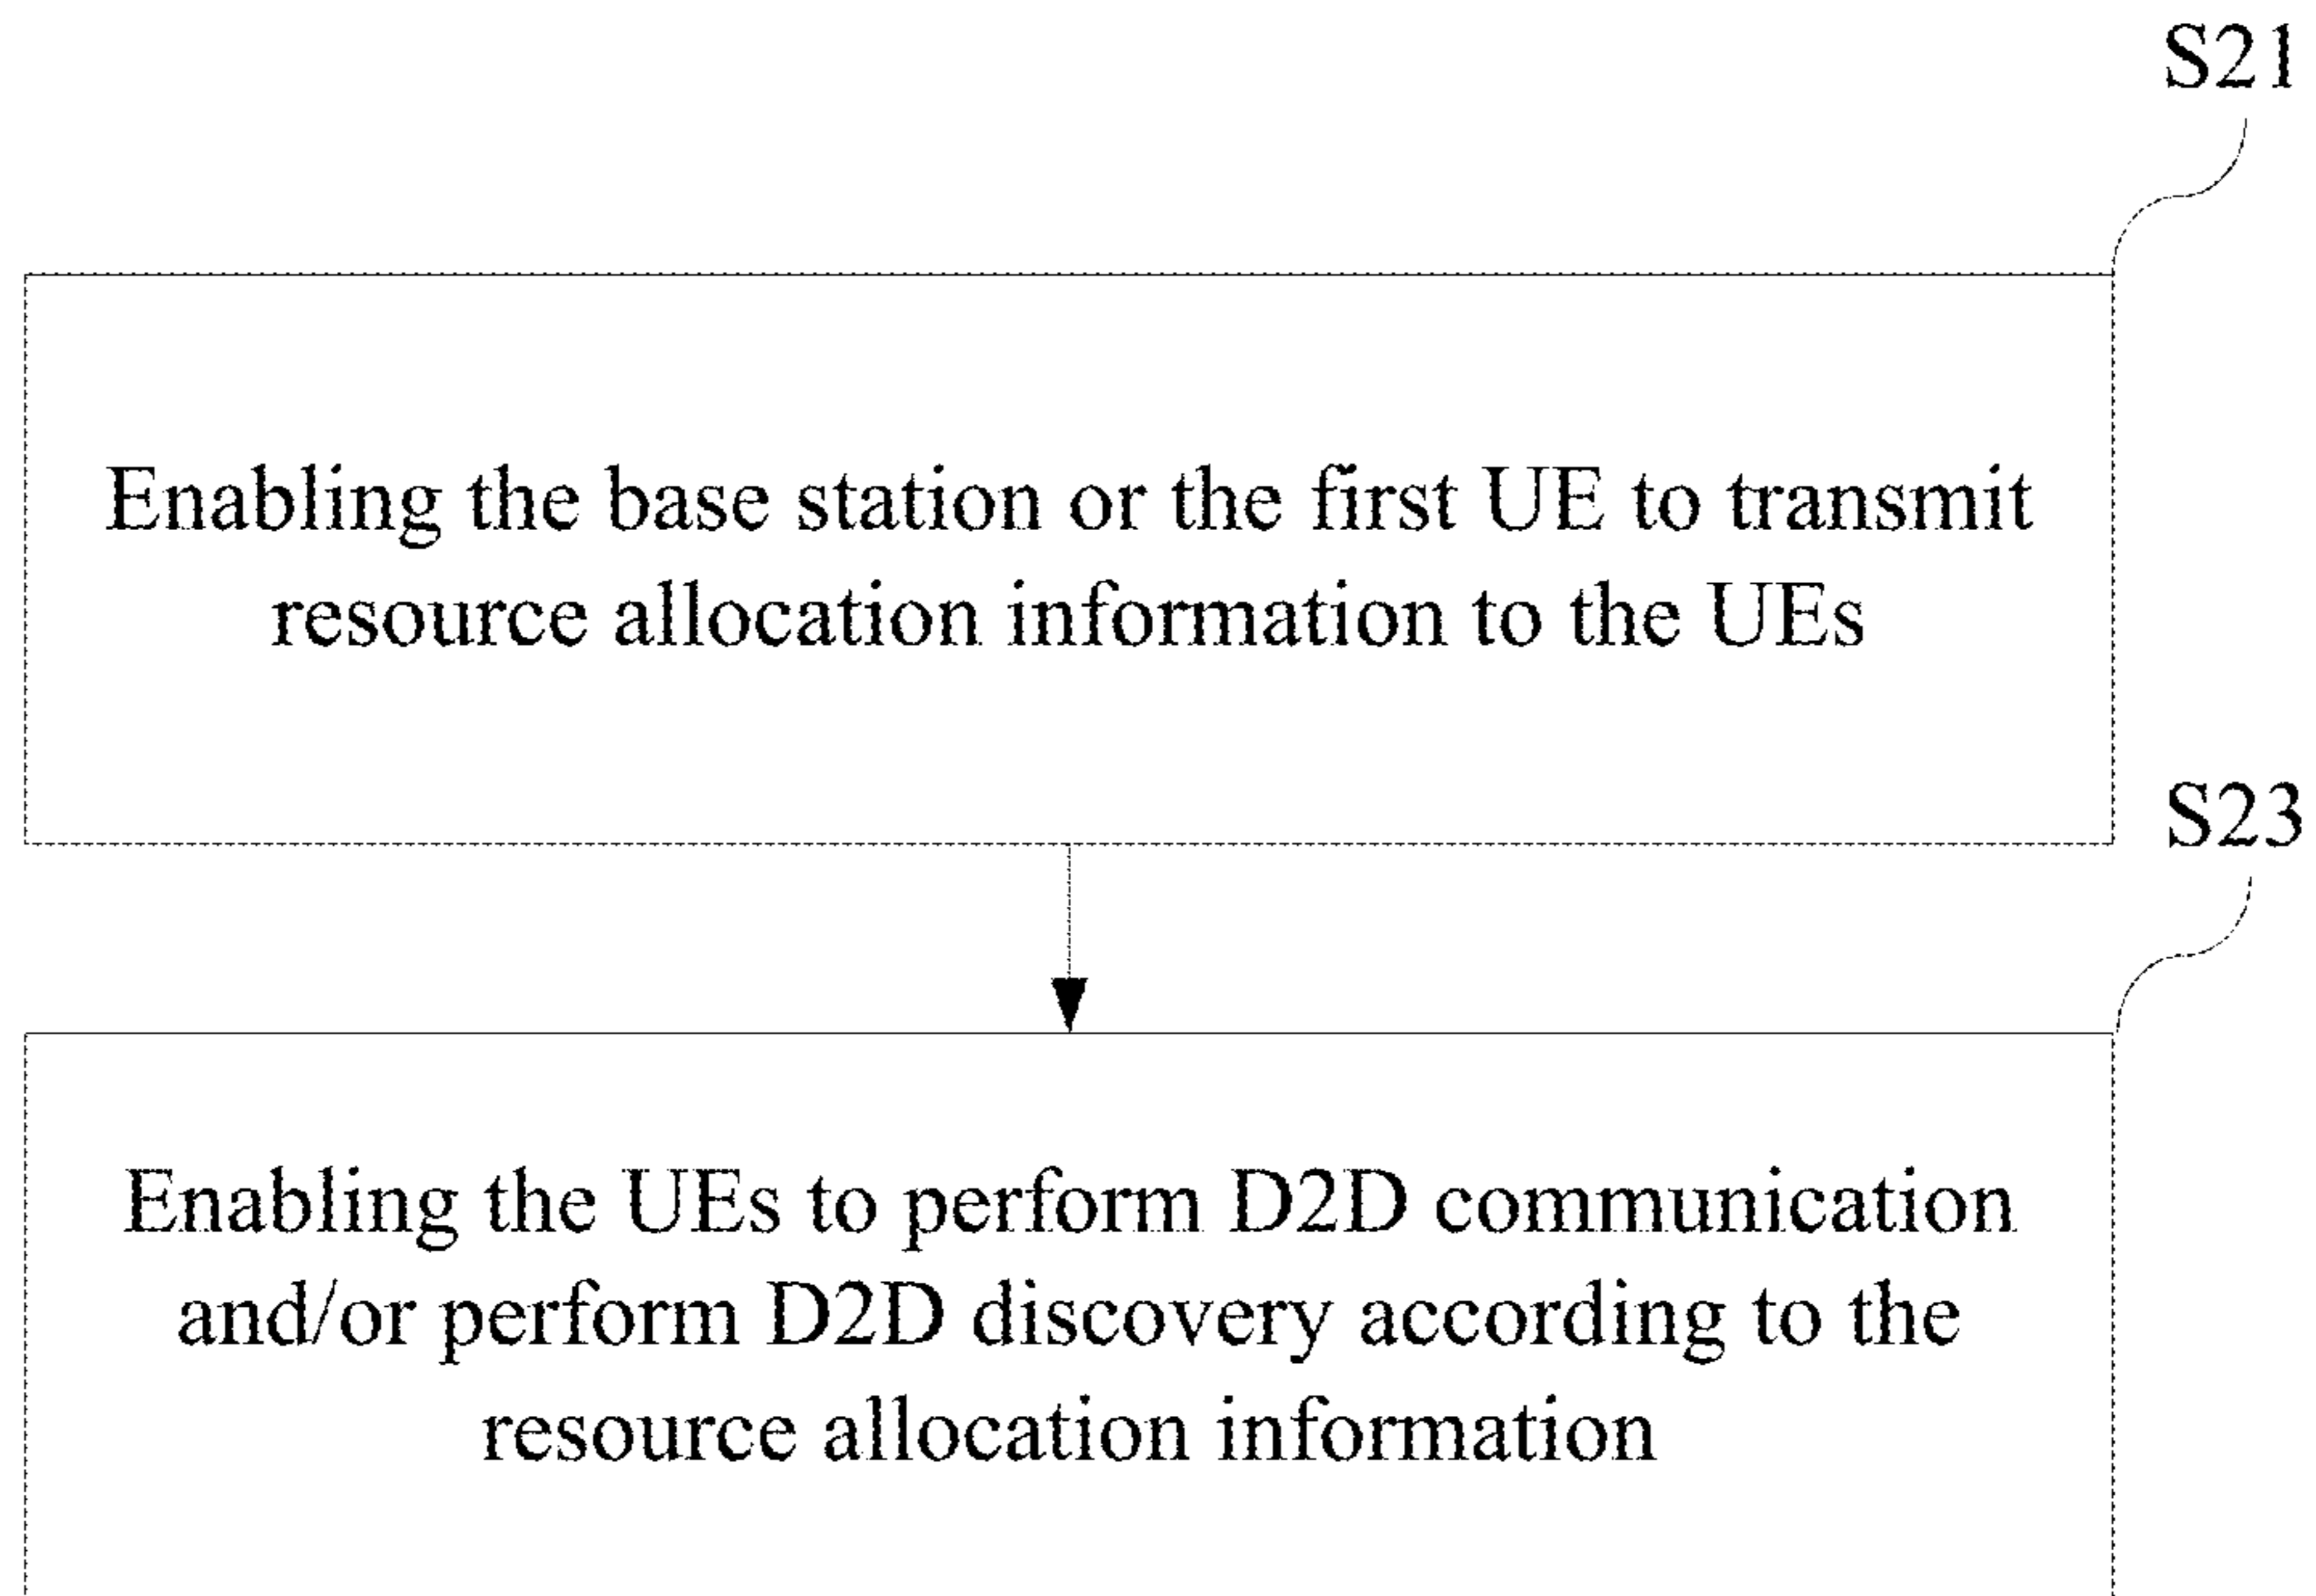 S21
Enabling the base station or the first UE to transmit
resource allocation information to the UEs
S23
Enabling the UEs to perform D2D communication
and/or perform D2D discovery according to the
resource allocation information